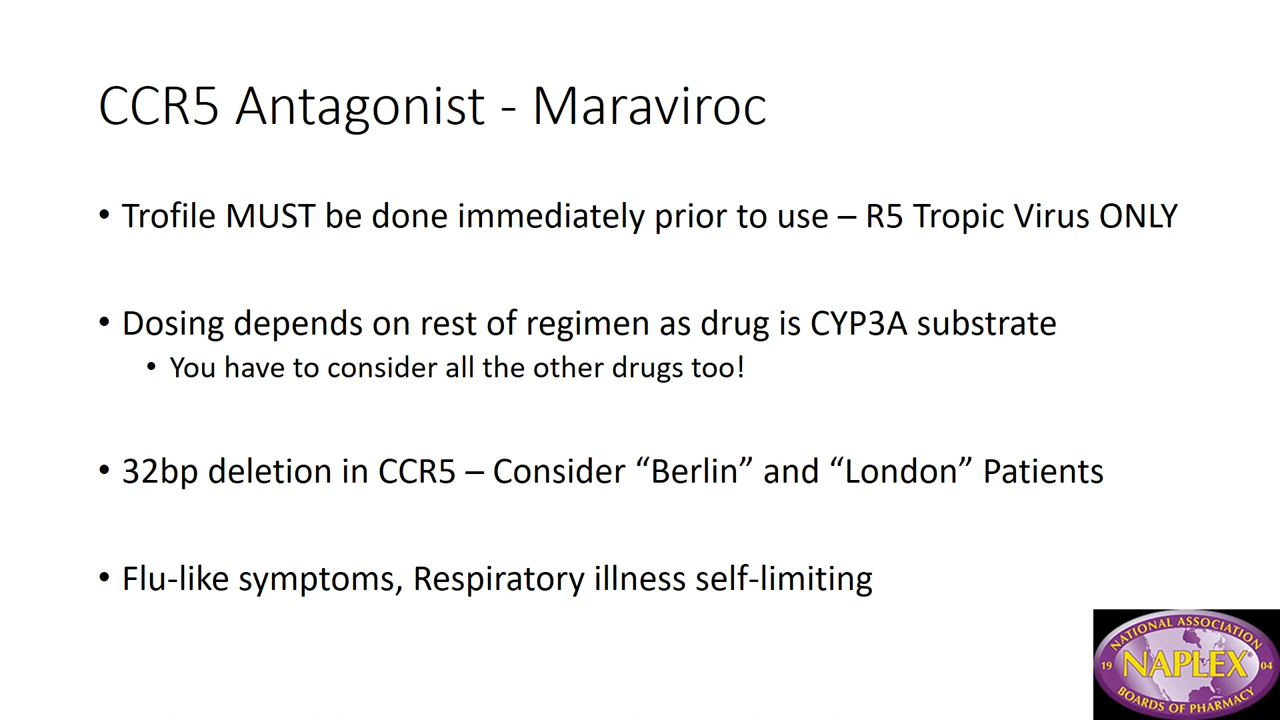 CCR5 Antagonist - Maraviroc
• Trofile MUST be done immediately prior to use – R5 Tropic Virus ONLY
• Dosing depends on rest of regimen as drug is CYP3A substrate
• You have to consider all the other drugs too!
• 32bp deletion in CCR5 – Consider “Berlin” and “London” Patients
• Flu-like symptoms, Respiratory illness self-limiting
NATIONAL ASSOCIATION
19 NAPLEX® 04
BOARDS OF PHARMACY